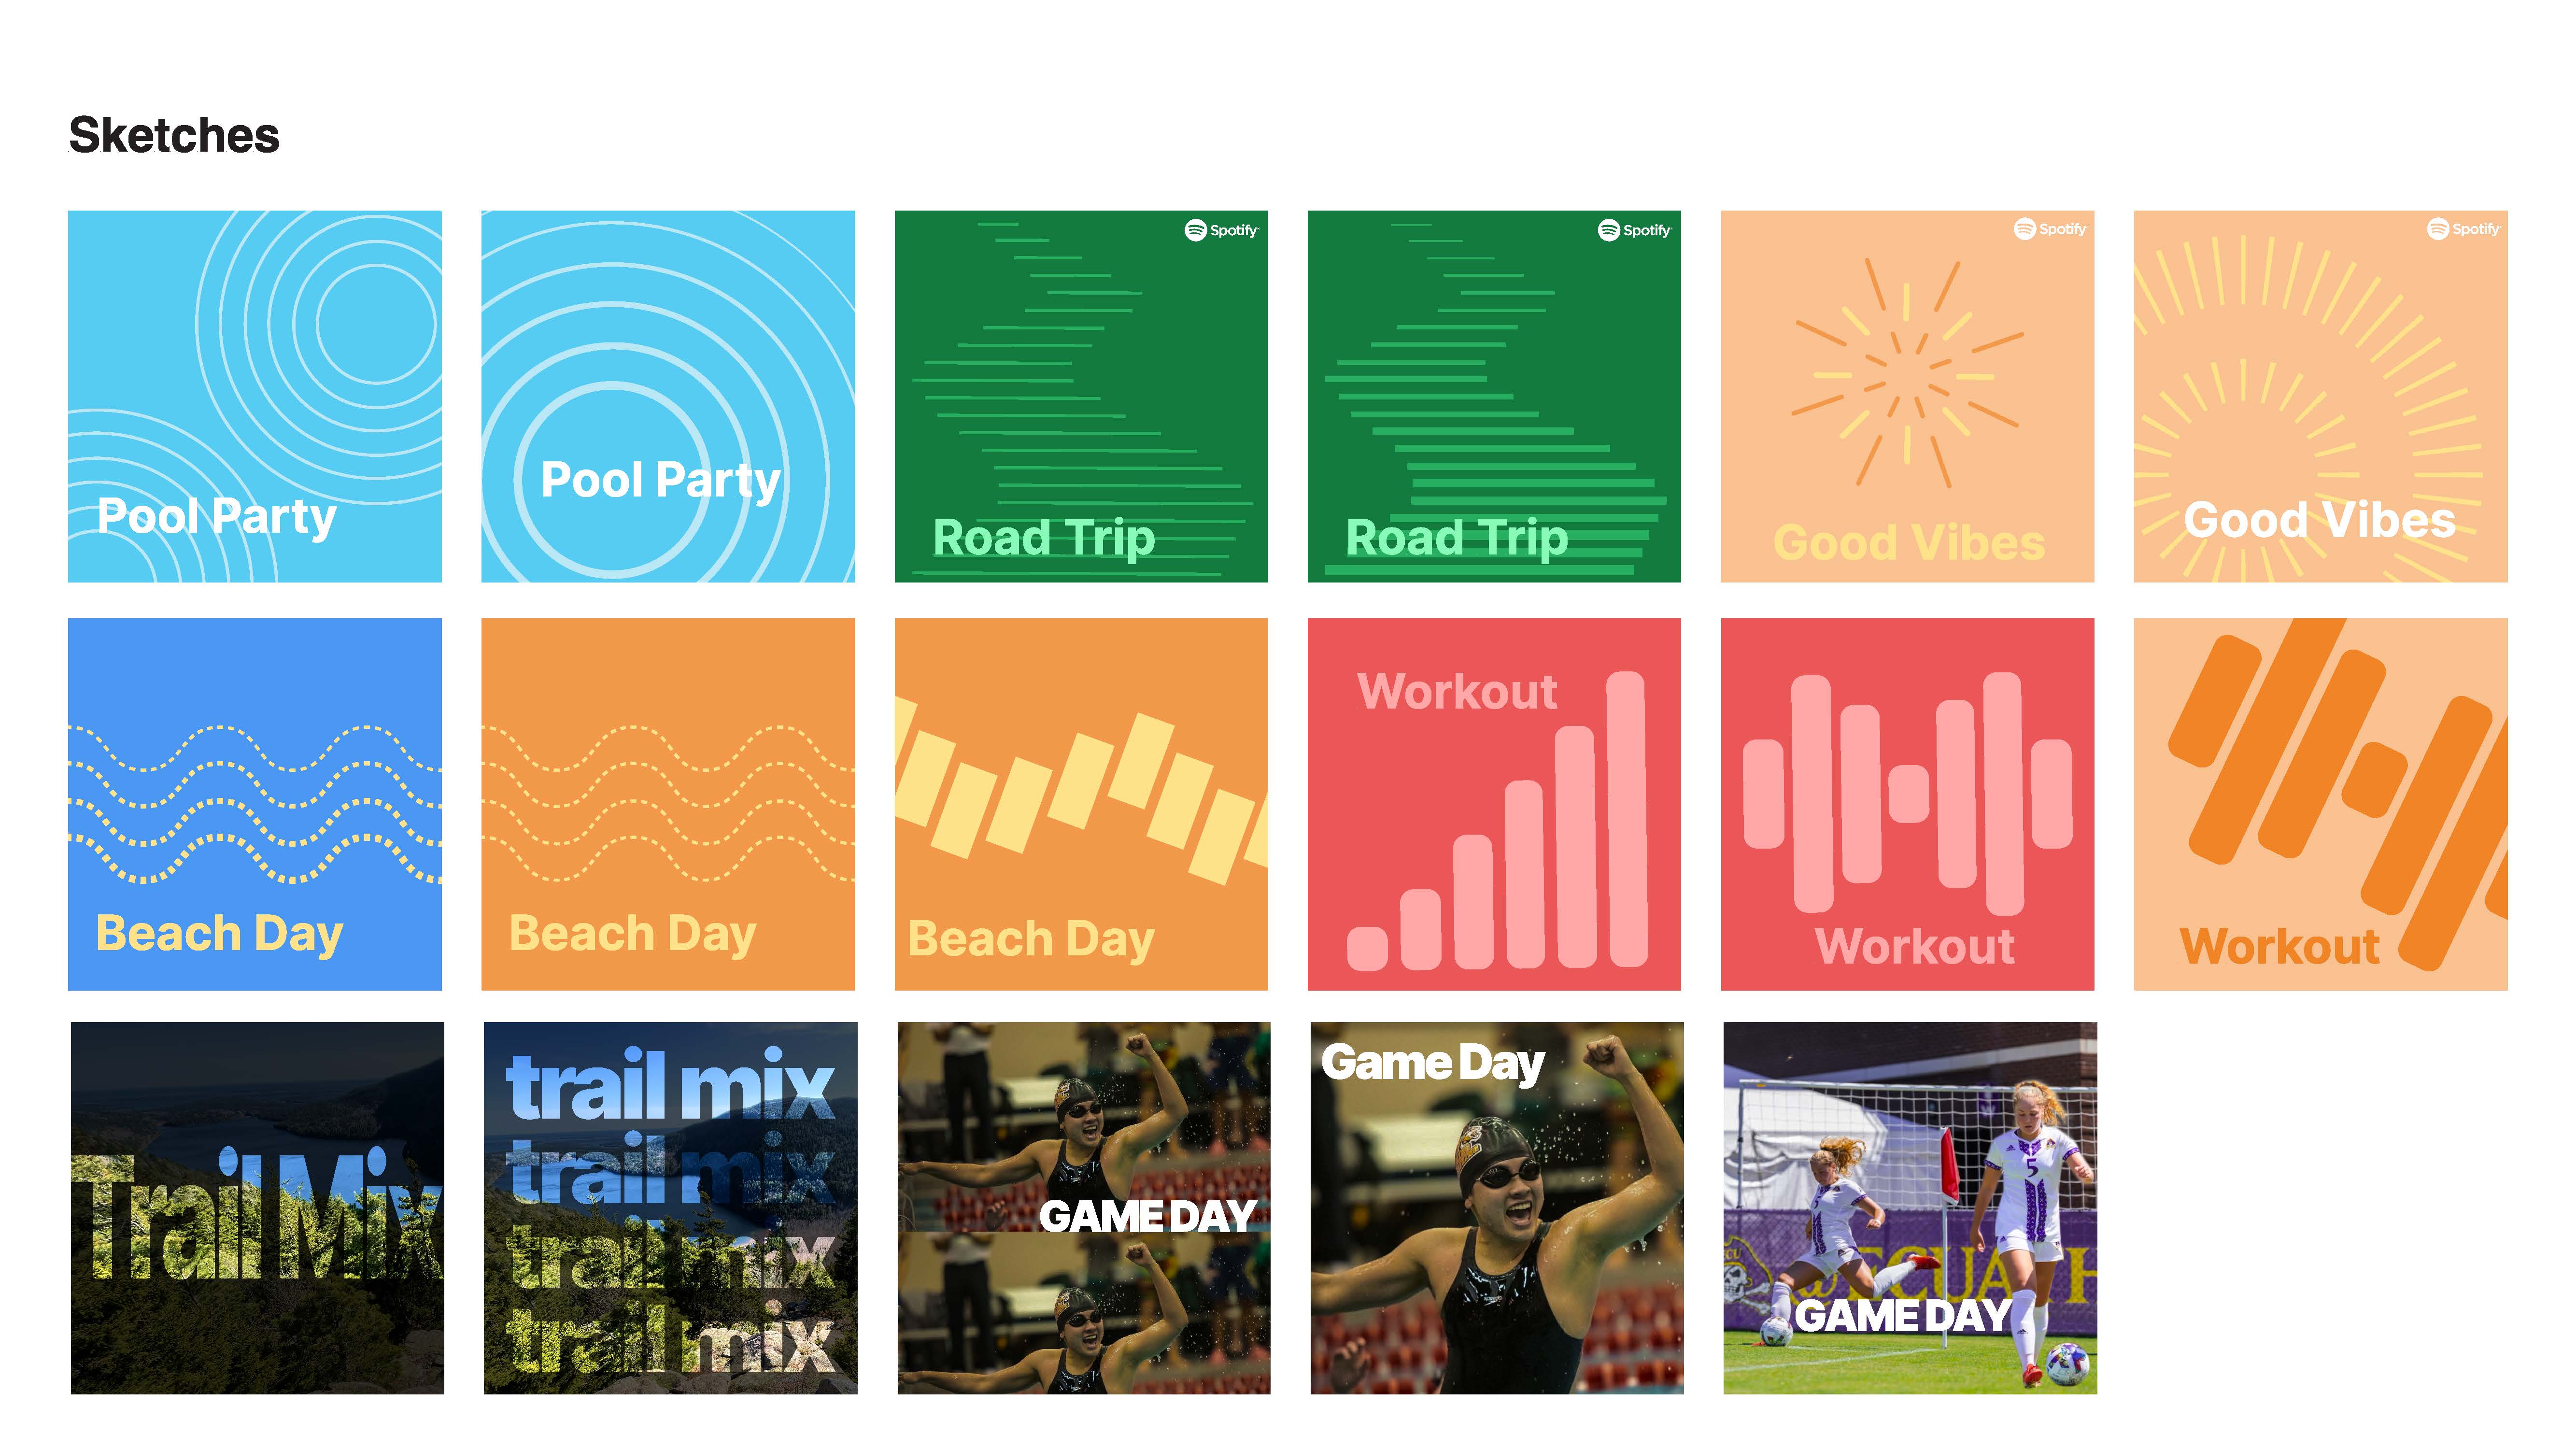 Sketches
Pool Party
Pool Party
Spotify
Road Trip
Spotify
Road Trip
Spotify
Good Vibes
Spotify
Good Vibes
Beach Day
Beach Day
Beach Day
Workout
Workout
Workout
Trail Mix
trail mix
trail mix
trail mix
trail mix
GAME DAY
Game Day
5
ECU
GAME DAY